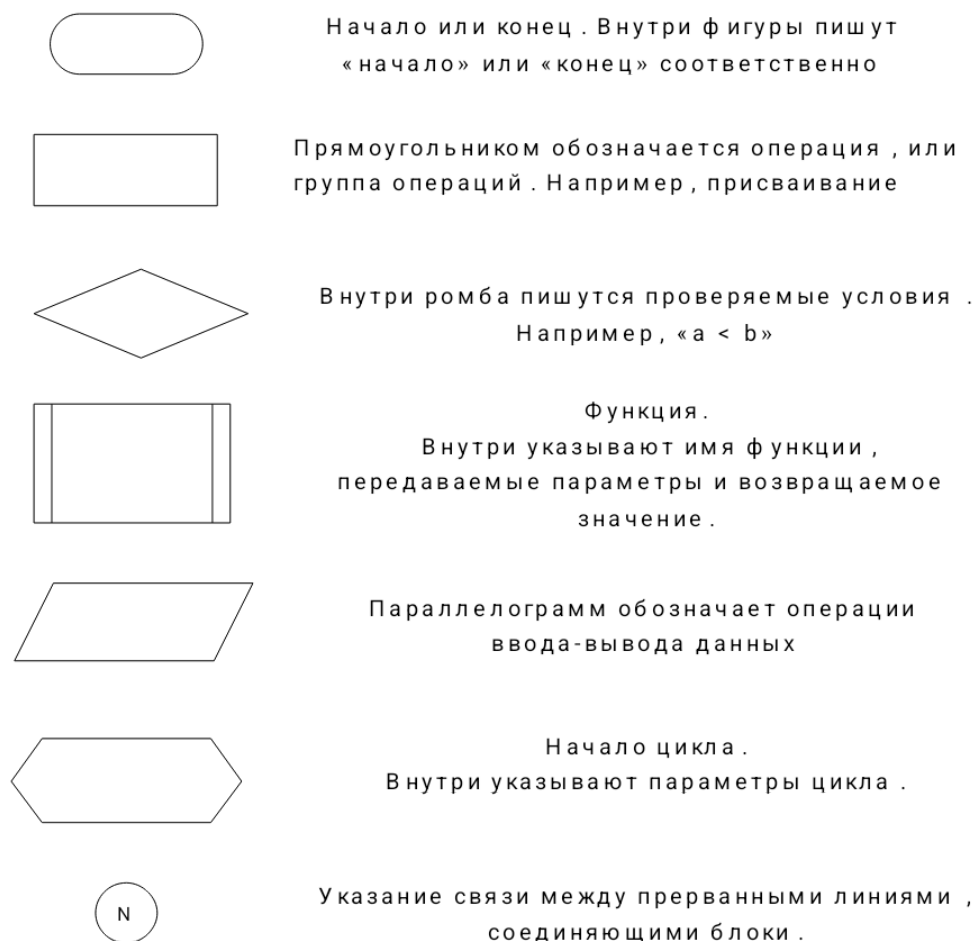 Начало или конец. Внутри фигуры пишут
«начало» или «конец» соответственно
Прямоугольником обозначается операция, или
группа операций. Например, присваивание
Внутри ромба пишутся проверяемые условия.
Например, «a < b»
Функция.
Внутри указывают имя функции,
передаваемые параметры и возвращаемое
значение.
Параллелограмм обозначает операции
ввода-вывода данных
Начало цикла.
Внутри указывают параметры цикла.
N
Указание связи между прерванными линиями,
соединяющими блоки.